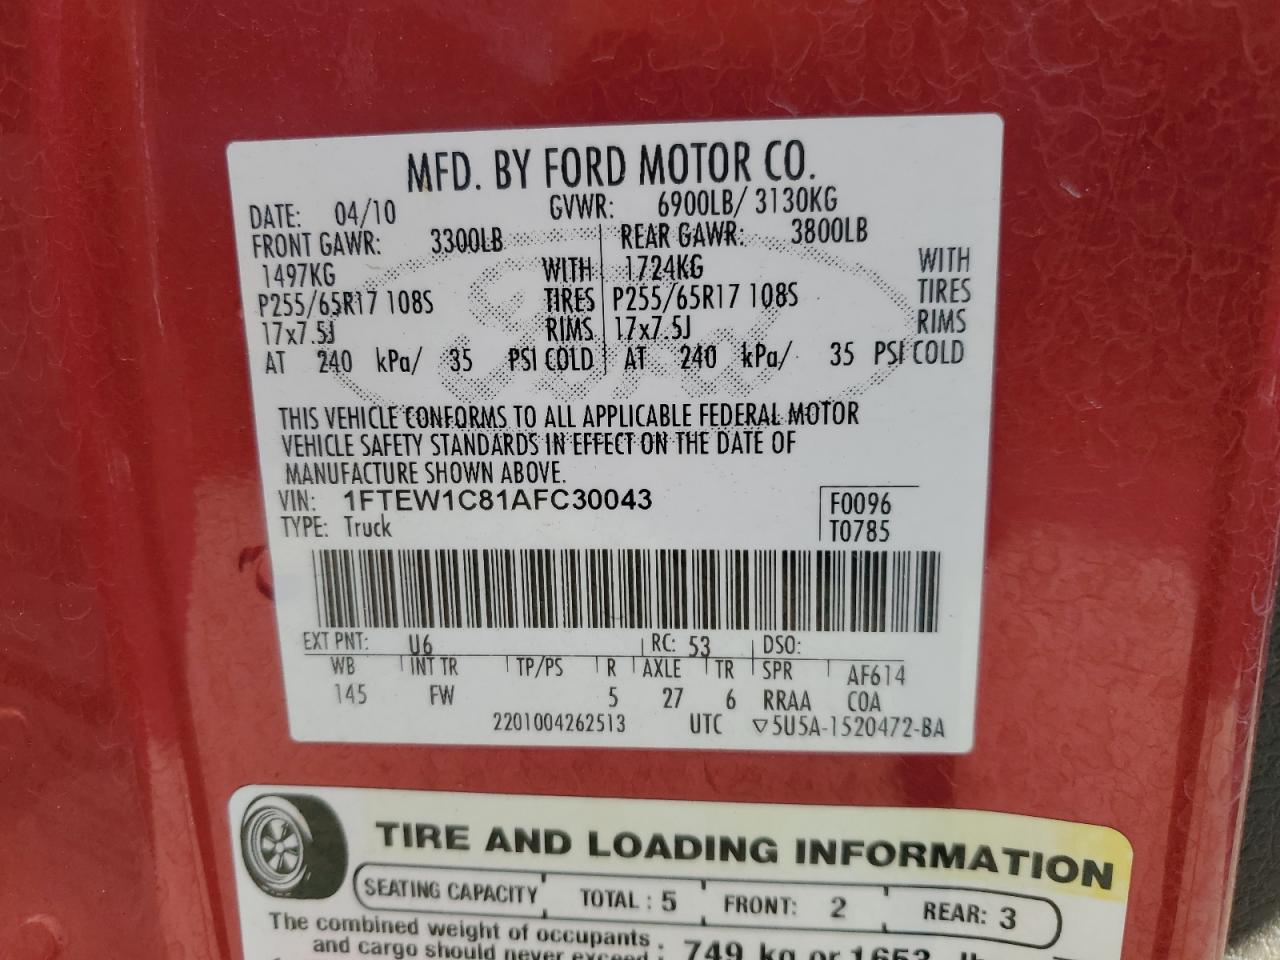 MFD. BY FORD MOTOR CO.
DATE: 04/10 GVWR: 6900LB/ 3130KG
FRONT GAWR: 3300LB REAR GAWR: 3800LB
1497KG WITH 1724KG WITH
P255/65R17 108S TIRES P255/65R17 108S TIRES
17x7.5J RIMS 17x7.5J RIMS
AT 240 kPa/ 35 PSI COLD AT 240 kPa/ 35 PSI COLD
THIS VEHICLE CONFORMS TO ALL APPLICABLE FEDERAL MOTOR
VEHICLE SAFETY STANDARDS IN EFFECT ON THE DATE OF
MANUFACTURE SHOWN ABOVE.
VIN: 1FTEW1C81AFC30043 F0096
TYPE: Truck T0785
EXT PNT: U6 RC: 53 DSO:
WB INT TR TP/PS R AXLE TR SPR AF614
145 FW 5 27 6 RRAA COA
2201004262513 UTC ▽5U5A-1520472-BA
TIRE AND LOADING INFORMATION
SEATING CAPACITY TOTAL : 5 FRONT: 2 REAR: 3
The combined weight of occupants
and cargo should never exceed : 749 kg or 1653